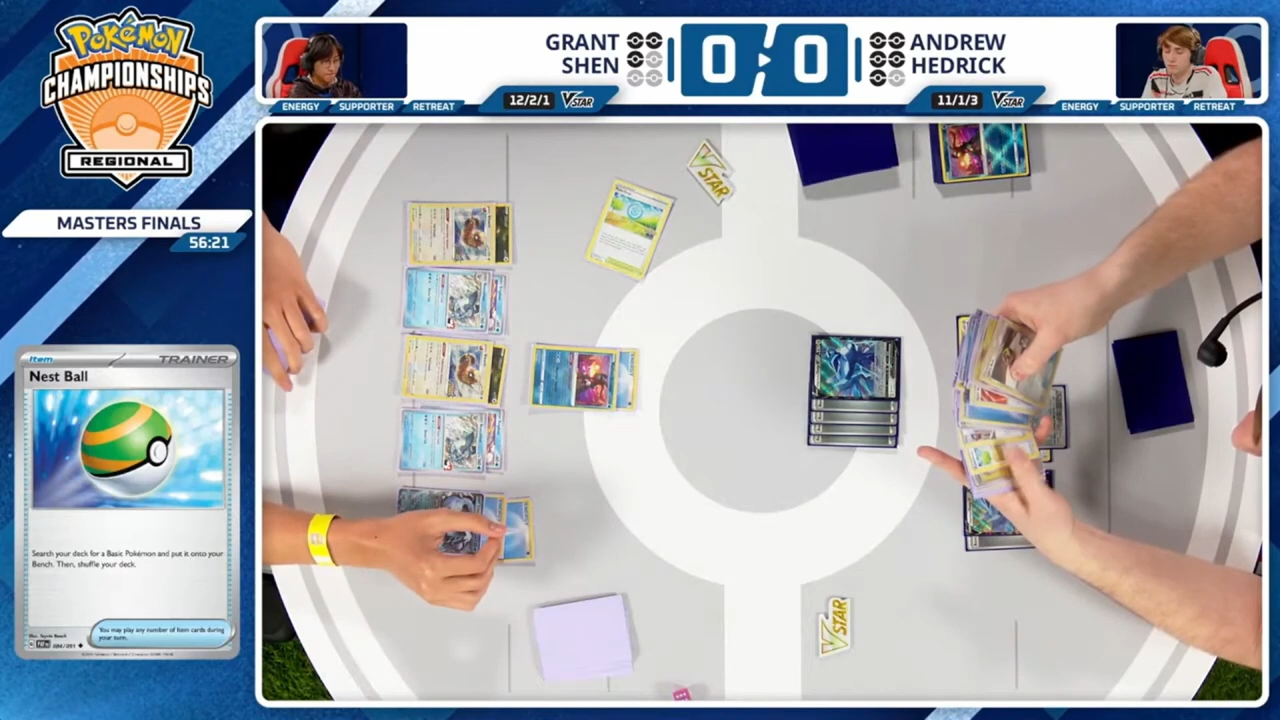 Pokémon
CHAMPIONSHIPS
REGIONAL
MASTERS FINALS
56:21
GRANT
SHEN
0
0
ANDREW
HEDRICK
ENERGY
SUPPORTER
RETREAT
12/2/1
VSTAR
11/1/3
VSTAR
ENERGY
SUPPORTER
RETREAT
Item
TRAINER
Nest Ball
Search your deck for a Basic Pokémon and put it onto your
Bench. Then, shuffle your deck.
You may play any number of Item cards during
your turn.
VSTAR
VSTAR